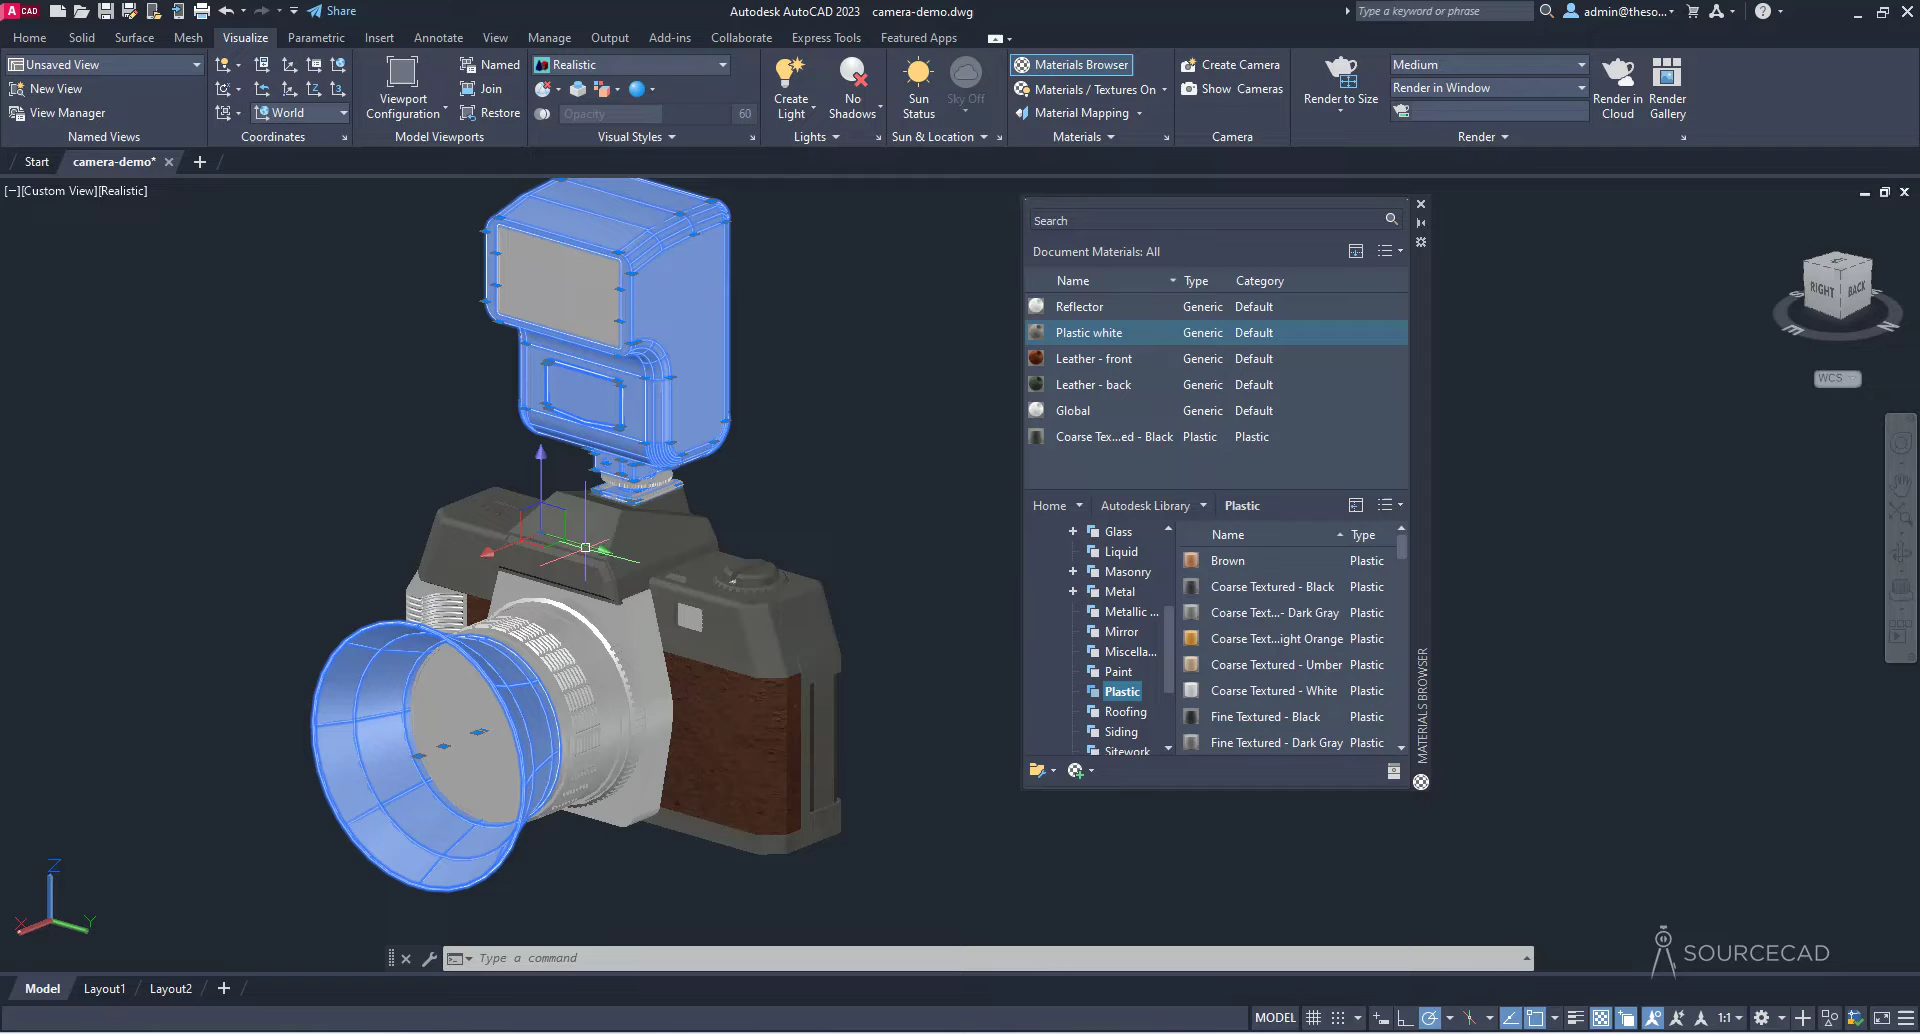 CAD
Share
Autodesk AutoCAD 2023 camera-demo.dwg
Type a keyword or phrase
admin@theso...
Home Solid Surface Mesh Visualize Parametric Insert Annotate View Manage Output Add-ins Collaborate Express Tools Featured Apps
Unsaved View
New View
View Manager
Named Views
World
Coordinates
Viewport
Configuration
Named
Join
Restore
Model Viewports
Realistic
Opacity 60
Visual Styles
Create
Light
No
Shadows
Lights
Sun
Status
Sky Off
Sun & Location
Materials Browser
Materials / Textures On
Material Mapping
Materials
Create Camera
Show Cameras
Camera
Render to Size
Medium
Render in Window
Render in
Cloud
Render
Gallery
Render
Start camera-demo*
[−][Custom View][Realistic]
Search
Document Materials: All
Name Type Category
Reflector Generic Default
Plastic white Generic Default
Leather - front Generic Default
Leather - back Generic Default
Global Generic Default
Coarse Tex...ed - Black Plastic Plastic
Home Autodesk Library Plastic
Glass
Liquid
Masonry
Metal
Metallic ...
Mirror
Miscella...
Paint
Plastic
Roofing
Siding
Sitework
Name Type
Brown Plastic
Coarse Textured - Black Plastic
Coarse Text...- Dark Gray Plastic
Coarse Text...ight Orange Plastic
Coarse Textured - Umber Plastic
Coarse Textured - White Plastic
Fine Textured - Black Plastic
Fine Textured - Dark Gray Plastic
MATERIALS BROWSER
RIGHT BACK
S E N
WCS
Z
X Y
Type a command
SOURCECAD
Model Layout1 Layout2
MODEL 1:1